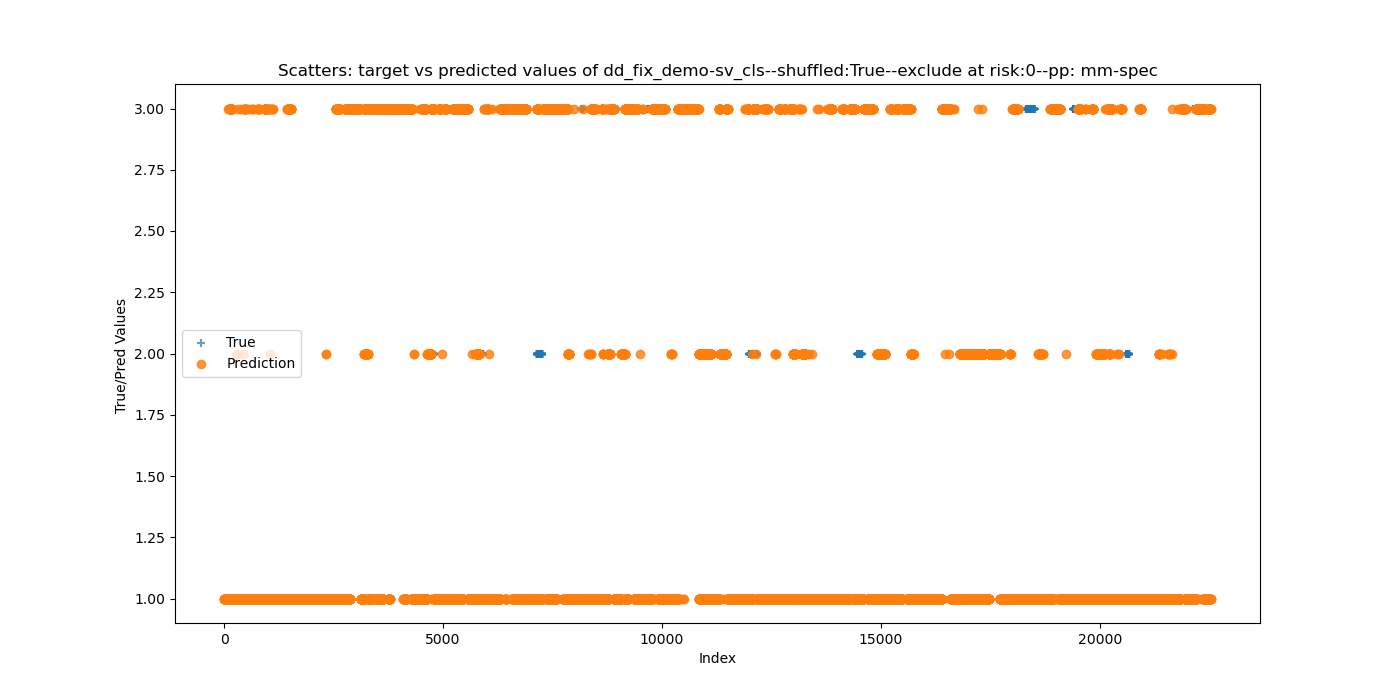 Scatters: target vs predicted values of dd_fix_demo-sv_cls--shuffled:True--exclude at risk:0--pp: mm-spec
3.00
2.75
2.50
2.25
2.00
1.75
1.50
1.25
1.00
True/Pred Values
True
Prediction
0
5000
10000
15000
20000
Index